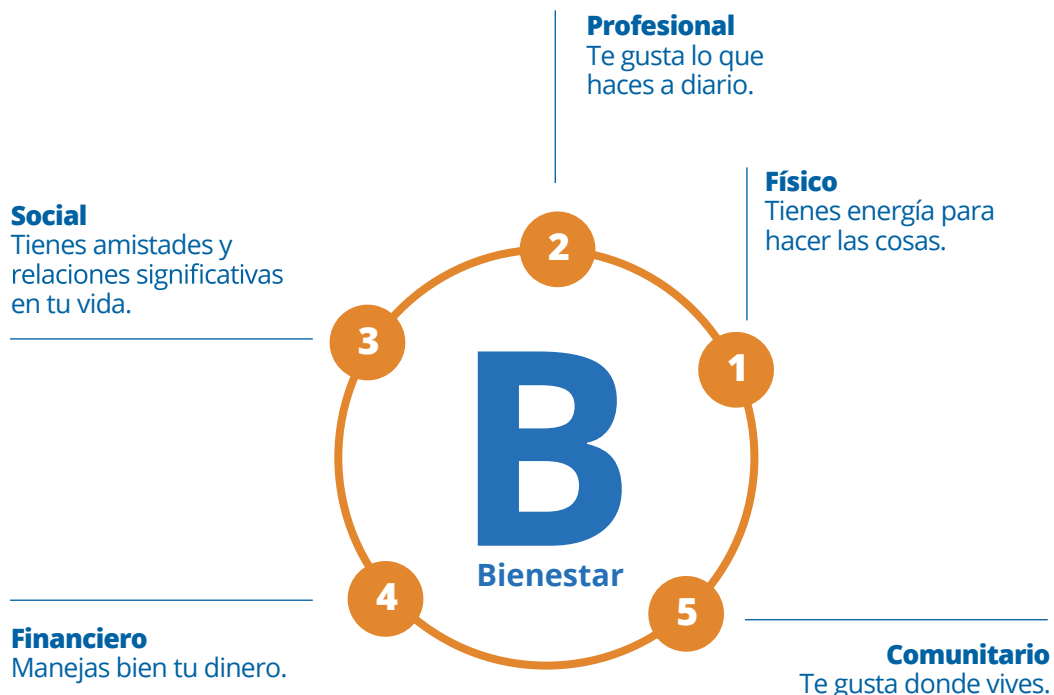 Profesional
Te gusta lo que
haces a diario.
Físico
Tienes energía para
hacer las cosas.
Social
Tienes amistades y
relaciones significativas
en tu vida.
2
3
1
B
Bienestar
4
5
Financiero
Manejas bien tu dinero.
Comunitario
Te gusta donde vives.